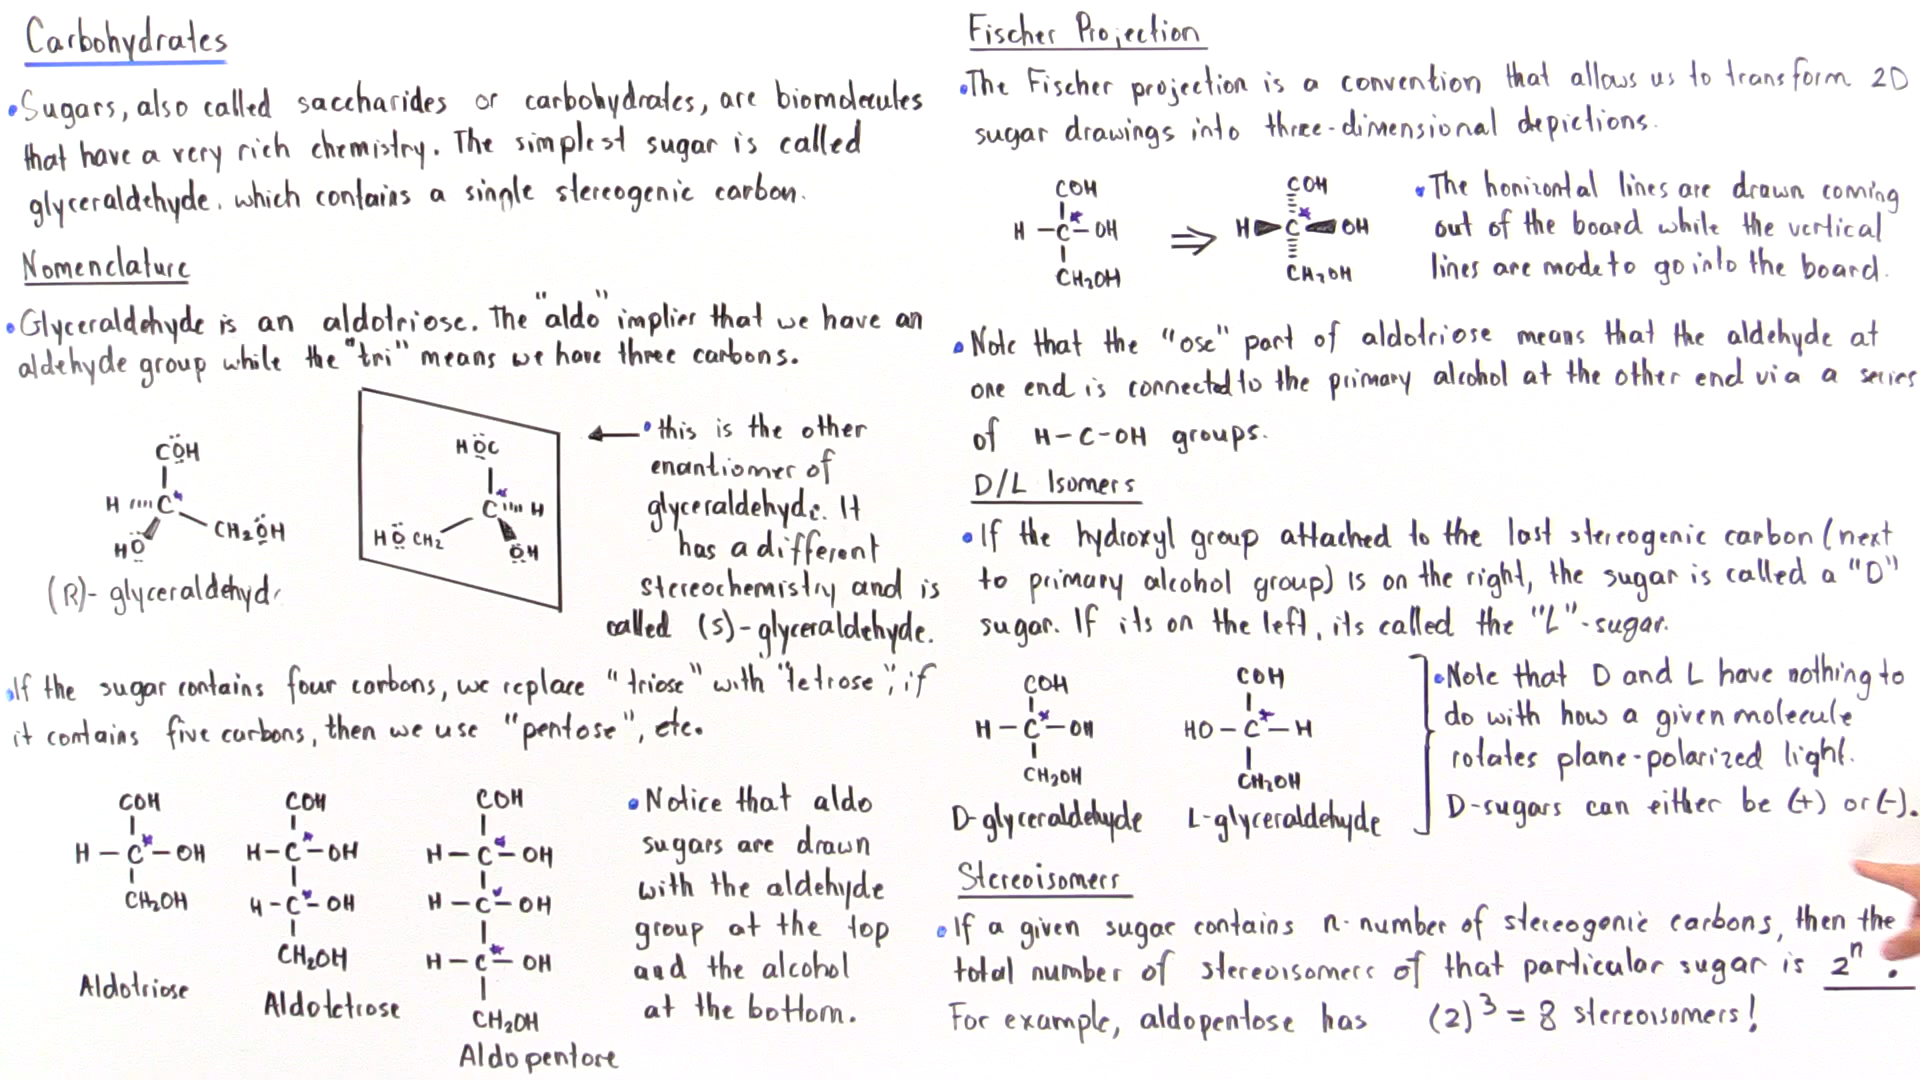 Carbohydrates
•Sugars, also called saccharides or carbohydrates, are biomolecules
that have a very rich chemistry. The simplest sugar is called
glyceraldehyde. which contains a single stereogenic carbon.
Nomenclature
•Glyceraldehyde is an aldotriose. The "aldo" implies that we have an
aldehyde group while the "tri" means we have three carbons.
CÖH
H ···· C*
HÖ
CH₂ÖH
(R)- glyceraldehyd
HÖC
C* ···· H
HÖ CH₂
ÖH
• this is the other
enantiomer of
glyceraldehyde. It
has a different
stereochemistry and is
called (S)-glyceraldehyde.
•If the sugar contains four carbons, we replace "triose" with "tetrose"; if
it contains five carbons, then we use "pentose", etc.
COH
H – C* – OH
CH₂OH
Aldotriose
COH
H – C* – OH
H – C* – OH
CH₂OH
Aldotetrose
COH
H – C* – OH
H – C* – OH
H – C* – OH
CH₂OH
Aldopentose
• Notice that aldo
sugars are drawn
with the aldehyde
group at the top
and the alcohol
at the bottom.
Fischer Projection
•The Fischer projection is a convention that allows us to transform 2D
sugar drawings into three-dimensional depictions.
COH
H – C* – OH
CH₂OH
⇒
COH
H C* OH
CH₂OH
•The horizontal lines are drawn coming
out of the board while the vertical
lines are made to go into the board.
•Note that the "ose" part of aldotriose means that the aldehyde at
one end is connected to the primary alcohol at the other end via a series
of H – C – OH groups.
D/L Isomers
•If the hydroxyl group attached to the last stereogenic carbon (next
to primary alcohol group) is on the right, the sugar is called a "D"
sugar. If its on the left, its called the "L"-sugar.
COH
H – C* – OH
CH₂OH
D-glyceraldehyde
COH
HO – C* – H
CH₂OH
L-glyceraldehyde
•Note that D and L have nothing to
do with how a given molecule
rotates plane-polarized light.
D-sugars can either be (+) or (-).
Stereoisomers
•If a given sugar contains n-number of stereogenic carbons, then the
total number of stereoisomers of that particular sugar is 2ⁿ.
For example, aldopentose has (2)³ = 8 stereoisomers!